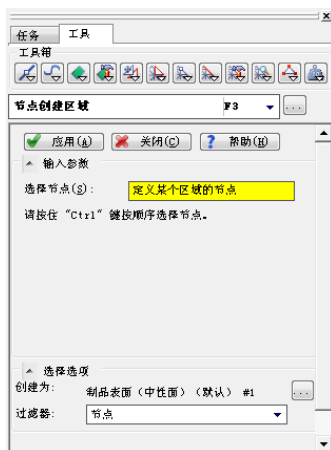 任务 工具
工具箱
节点创建区域 F3 ...
应用(A) 关闭(C) ? 帮助(H)
输入参数
选择节点(S): 定义某个区域的节点
请按住“Ctrl”键按顺序选择节点。
选择选项
创建为: 制品表面（中性面）（默认） #1 ...
过滤器: 节点